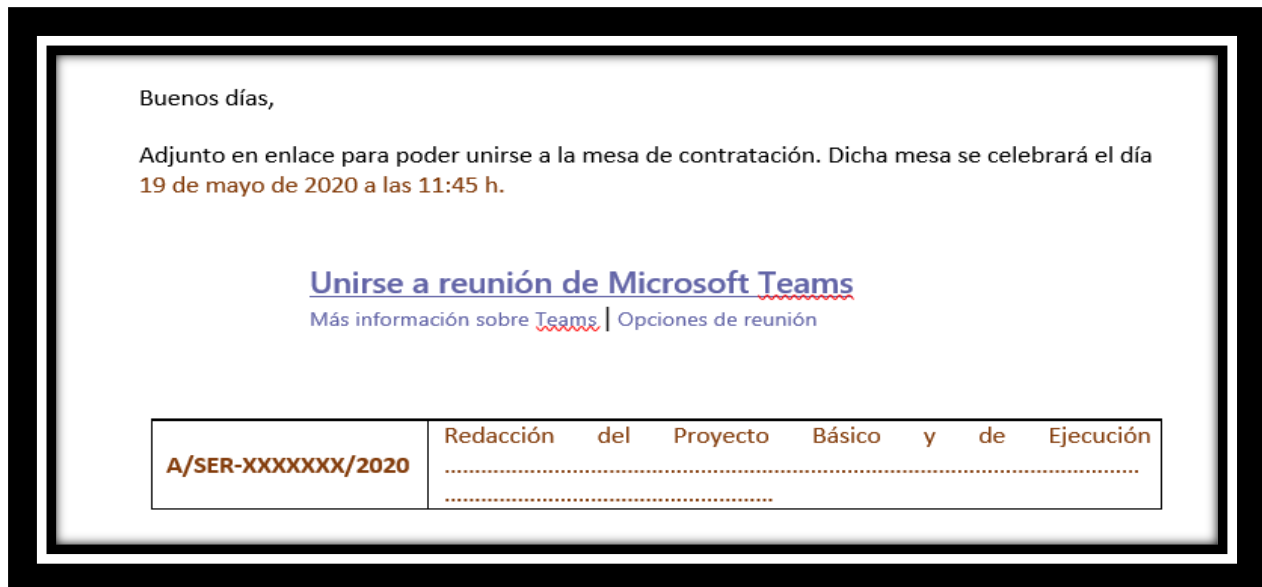 Buenos días,
Adjunto en enlace para poder unirse a la mesa de contratación. Dicha mesa se celebrará el día
19 de mayo de 2020 a las 11:45 h.
Unirse a reunión de Microsoft Teams
Más información sobre Teams | Opciones de reunión
A/SER-XXXXXXX/2020
Redacción del Proyecto Básico y de Ejecución
..................................................................................................................
......................................................